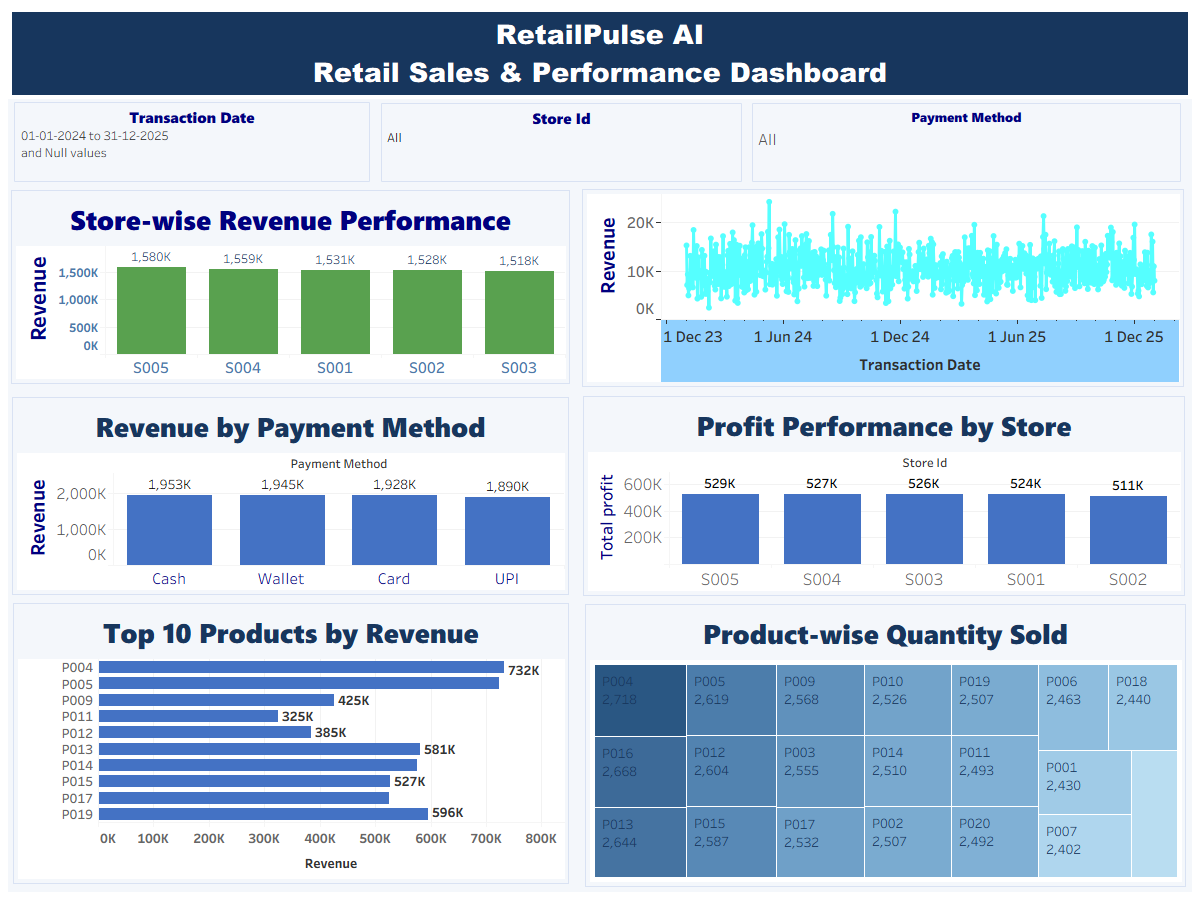 RetailPulse AI
Retail Sales & Performance Dashboard
Transaction Date
01-01-2024 to 31-12-2025
and Null values
Store Id
All
Payment Method
All
Store-wise Revenue Performance
Revenue
1,500K
1,000K
500K
0K
1,580K
1,559K
1,531K
1,528K
1,518K
S005
S004
S001
S002
S003
Revenue
20K
10K
0K
1 Dec 23
1 Jun 24
1 Dec 24
1 Jun 25
1 Dec 25
Transaction Date
Revenue by Payment Method
Payment Method
Revenue
2,000K
1,000K
0K
1,953K
1,945K
1,928K
1,890K
Cash
Wallet
Card
UPI
Profit Performance by Store
Store Id
Total profit
600K
400K
200K
529K
527K
526K
524K
511K
S005
S004
S003
S001
S002
Top 10 Products by Revenue
P004
732K
P005
P009
425K
P011
325K
P012
385K
P013
581K
P014
P015
527K
P017
P019
596K
0K
100K
200K
300K
400K
500K
600K
700K
800K
Revenue
Product-wise Quantity Sold
P004
2,718
P016
2,668
P013
2,644
P005
2,619
P012
2,604
P015
2,587
P009
2,568
P003
2,555
P017
2,532
P010
2,526
P014
2,510
P002
2,507
P019
2,507
P011
2,493
P020
2,492
P006
2,463
P018
2,440
P001
2,430
P007
2,402